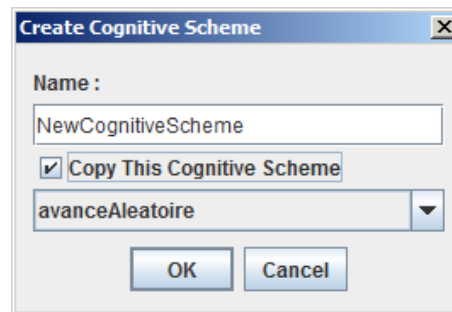 Create Cognitive Scheme
Name :
NewCognitiveScheme
Copy This Cognitive Scheme
avanceAleatoire
OK Cancel